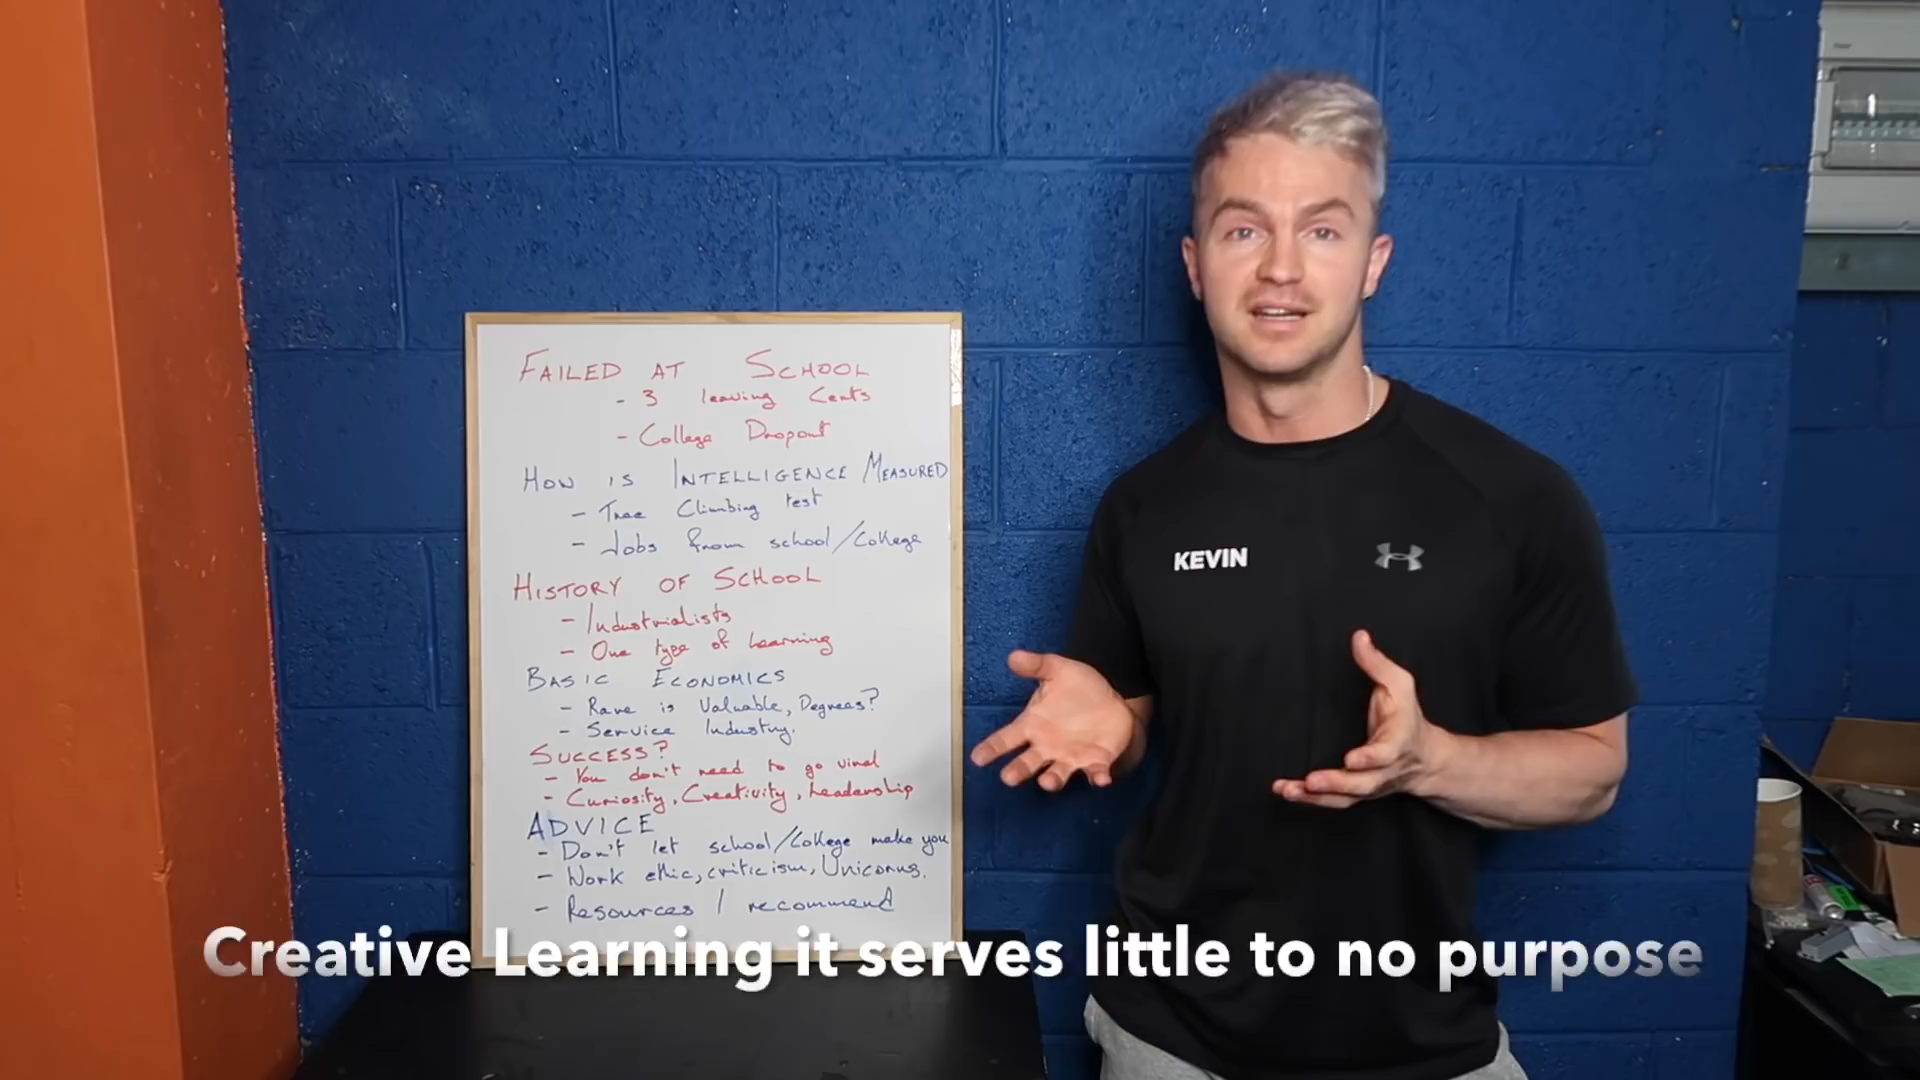 FAILED AT SCHOOL
- 3 leaving Certs
- College Dropout
HOW IS INTELLIGENCE MEASURED
- Tree Climbing test
- Jobs from school/College
HISTORY OF SCHOOL
- Industrialists
- One type of Learning
BASIC ECONOMICS
- Rare is Valuable, Degrees?
- Service Industry.
SUCCESS?
- You don't need to go viral
- Curiosity, Creativity, Leadership
ADVICE
- Don't let school/College make you
- Work ethic, criticism, Unicorns.
- Resources / recommend
KEVIN
Creative Learning it serves little to no purpose